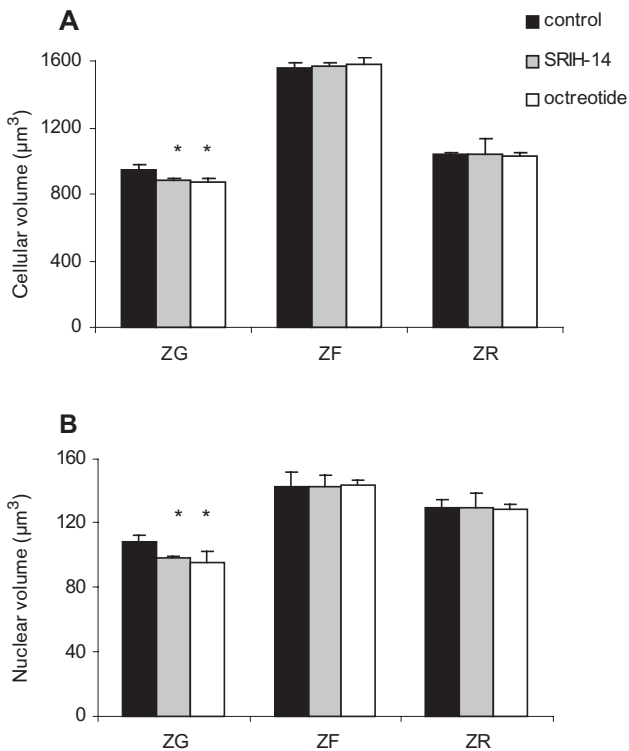 A
control
SRIH-14
octreotide
Cellular volume (µm³)
1600
1200
800
400
0
* *
ZG ZF ZR
B
Nuclear volume (µm³)
160
120
80
40
0
* *
ZG ZF ZR